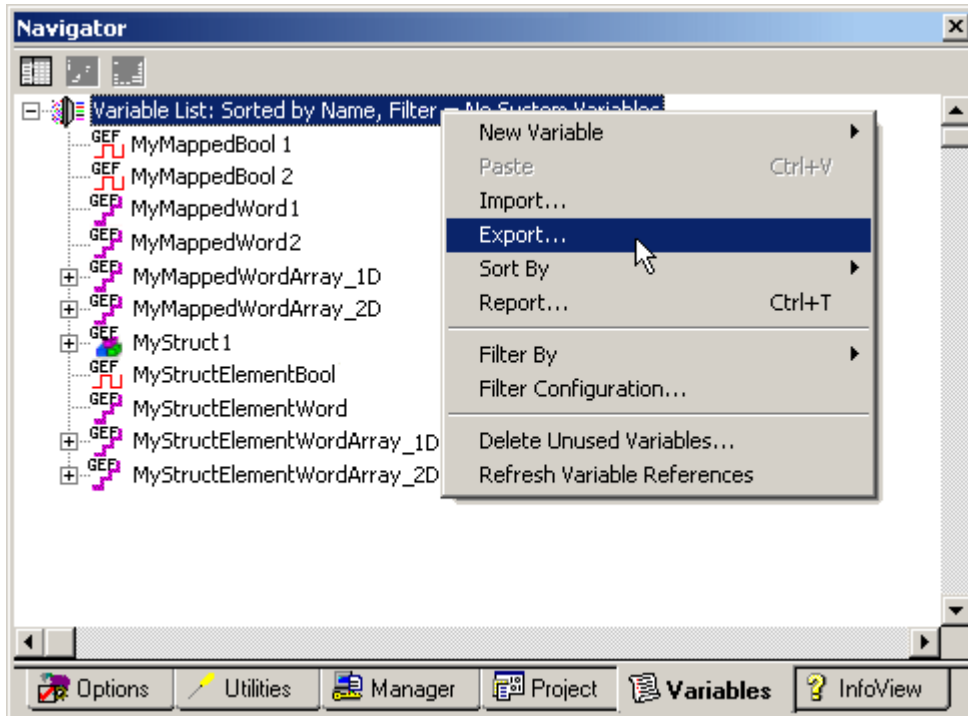 Navigator
Variable List: Sorted by Name, Filter = No System Variables
GEF MyMappedBool 1
GEF MyMappedBool 2
GEF MyMappedWord1
GEF MyMappedWord2
GEF MyMappedWordArray_1D
GEF MyMappedWordArray_2D
GEF MyStruct1
GEF MyStructElementBool
GEF MyStructElementWord
GEF MyStructElementWordArray_1D
GEF MyStructElementWordArray_2D
New Variable
Paste Ctrl+V
Import...
Export...
Sort By
Report... Ctrl+T
Filter By
Filter Configuration...
Delete Unused Variables...
Refresh Variable References
Options Utilities Manager Project Variables InfoView